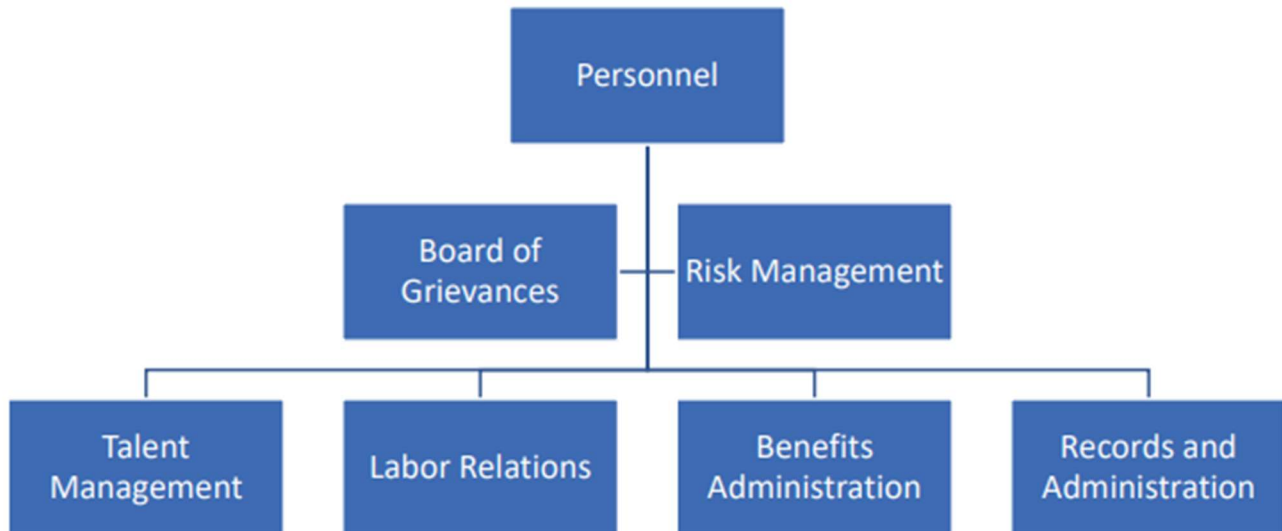 Personnel
Board of
Grievances
Risk Management
Talent
Management
Labor Relations
Benefits
Administration
Records and
Administration